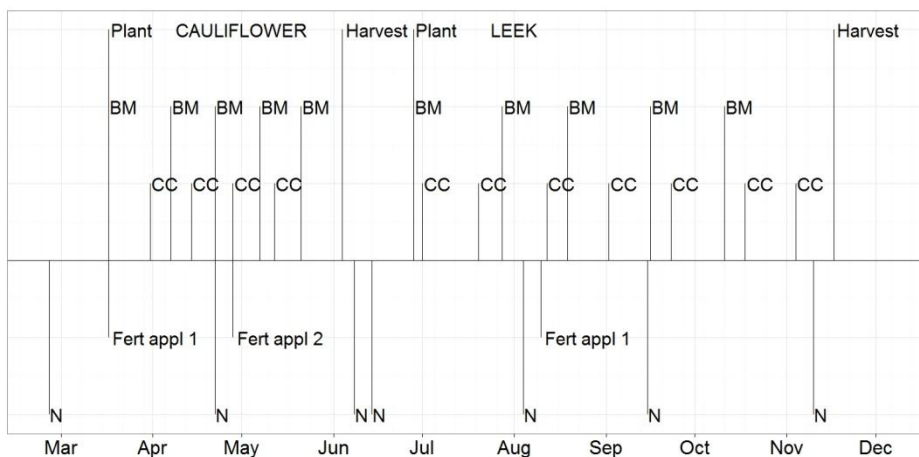 Plant CAULIFLOWER Harvest Plant LEEK Harvest
BM BM BM BM BM BM BM BM BM BM
CC CC CC CC CC CC CC CC CC CC CC
Fert appl 1 Fert appl 2 Fert appl 1
N N N N N N N
Mar Apr May Jun Jul Aug Sep Oct Nov Dec